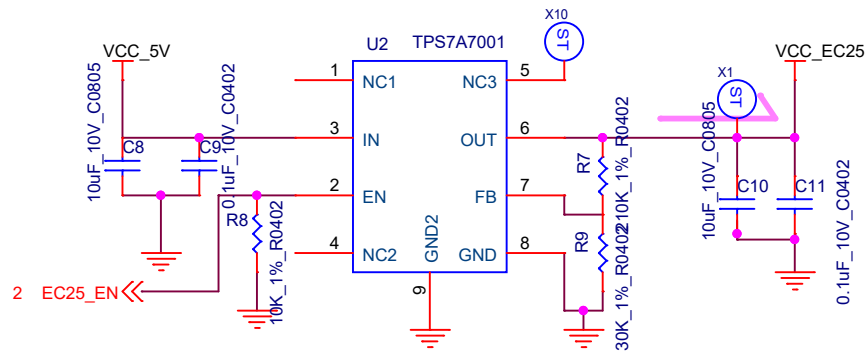 VCC_5V
10uF_10V_C0805
C8
0.1uF_10V_C0402
C9
U2
TPS7A7001
1
NC1
3
IN
2
EN
4
NC2
GND2
9
5
NC3
6
OUT
7
FB
8
GND
X10
ST
X1
ST
VCC_EC25
R7
210K_1%_R0402
R9
30K_1%_R0402
R8
10K_1%_R0402
10uF_10V_C0805
C10
C11
0.1uF_10V_C0402
2 EC25_EN